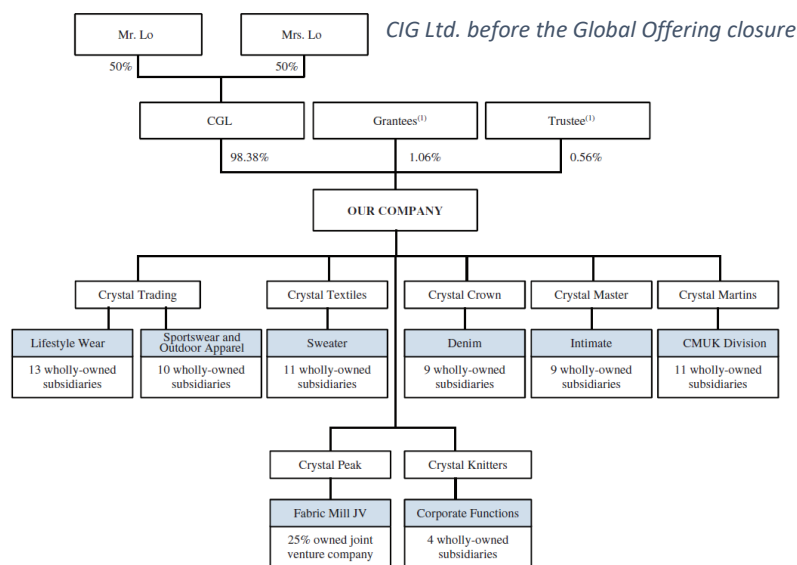 CIG Ltd. before the Global Offering closure
Mr. Lo
Mrs. Lo
50%
50%
CGL
Grantees(1)
Trustee(1)
98.38%
1.06%
0.56%
OUR COMPANY
Crystal Trading
Crystal Textiles
Crystal Crown
Crystal Master
Crystal Martins
Lifestyle Wear
13 wholly-owned
subsidiaries
Sportswear and
Outdoor Apparel
10 wholly-owned
subsidiaries
Sweater
11 wholly-owned
subsidiaries
Denim
9 wholly-owned
subsidiaries
Intimate
9 wholly-owned
subsidiaries
CMUK Division
11 wholly-owned
subsidiaries
Crystal Peak
Crystal Knitters
Fabric Mill JV
25% owned joint
venture company
Corporate Functions
4 wholly-owned
subsidiaries